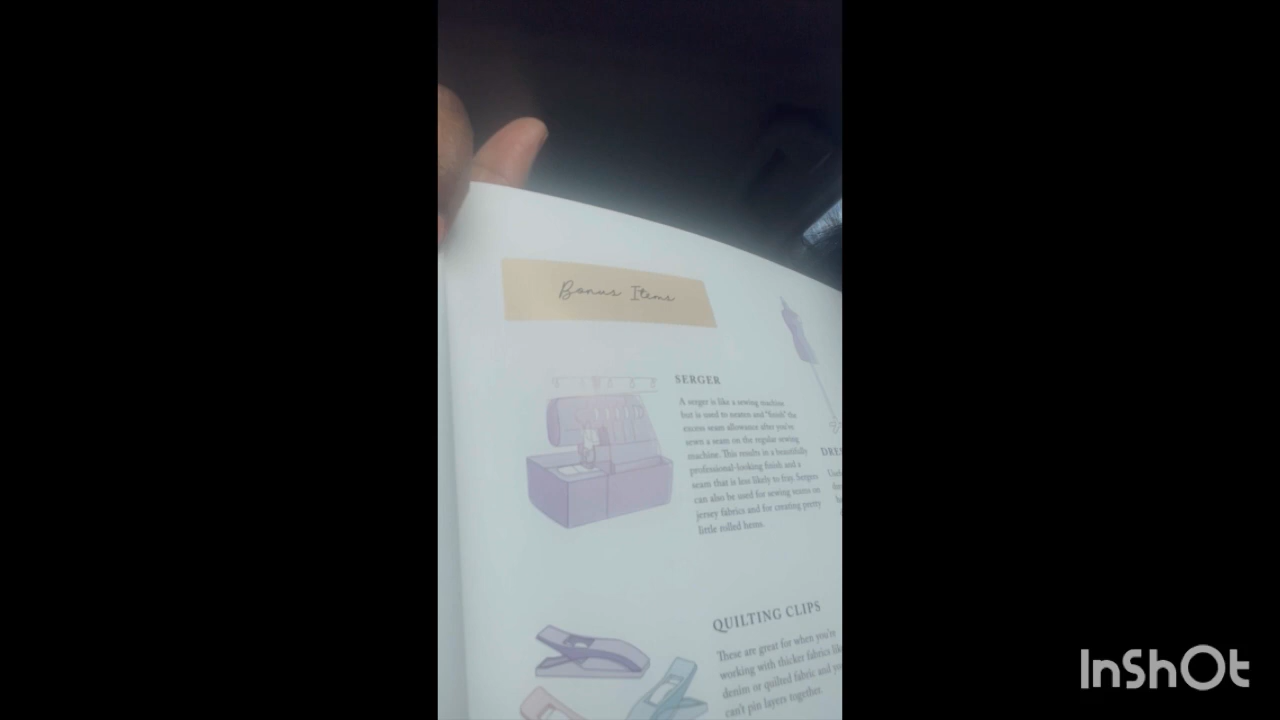 Bonus Items
SERGER
A serger is like a sewing machine
but is used to neaten and "finish" the
excess seam allowance after you've
sewn a seam on the regular sewing
machine. This results in a beautifully
professional-looking finish and a
seam that is less likely to fray. Sergers
can also be used for sewing seams on
jersey fabrics and for creating pretty
little rolled hems.
QUILTING CLIPS
These are great for when you're
working with thicker fabrics
denim or quilted fabric and
can't pin layers together.
InShOt